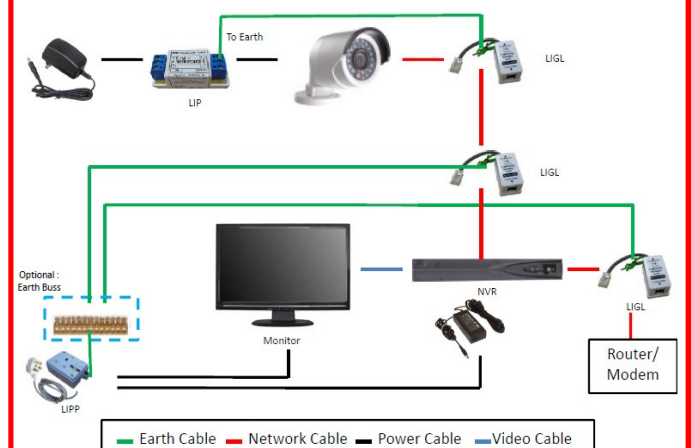 To Earth
LIGL
LIP
LIGL
Optional :
Earth Buss
NVR
LIGL
Monitor
Router/
Modem
LIPP
Earth Cable
Network Cable
Power Cable
Video Cable